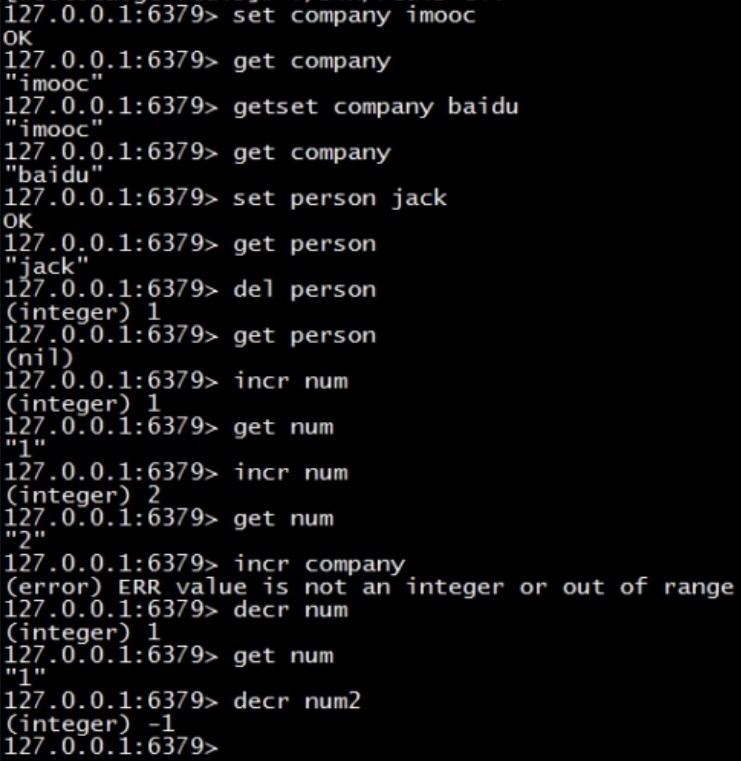 127.0.0.1:6379> set company imooc
OK
127.0.0.1:6379> get company
"imooc"
127.0.0.1:6379> getset company baidu
"imooc"
127.0.0.1:6379> get company
"baidu"
127.0.0.1:6379> set person jack
OK
127.0.0.1:6379> get person
"jack"
127.0.0.1:6379> del person
(integer) 1
127.0.0.1:6379> get person
(nil)
127.0.0.1:6379> incr num
(integer) 1
127.0.0.1:6379> get num
"1"
127.0.0.1:6379> incr num
(integer) 2
127.0.0.1:6379> get num
"2"
127.0.0.1:6379> incr company
(error) ERR value is not an integer or out of range
127.0.0.1:6379> decr num
(integer) 1
127.0.0.1:6379> get num
"1"
127.0.0.1:6379> decr num2
(integer) -1
127.0.0.1:6379>